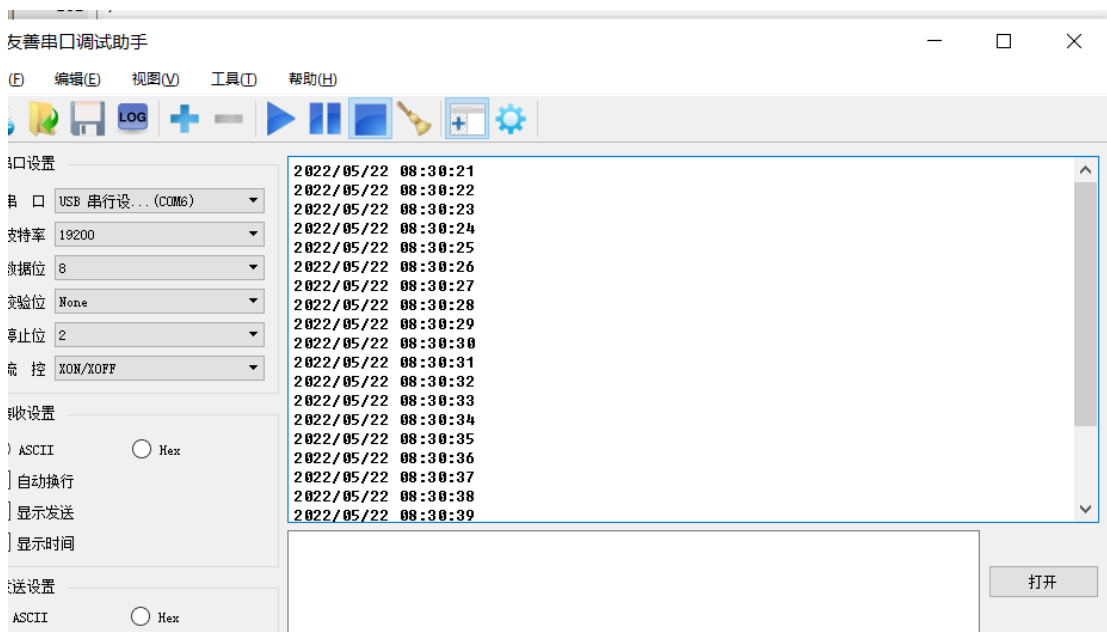 友善串口调试助手
(F) 编辑(E) 视图(V) 工具(T) 帮助(H)
LOG
口设置
串 口 USB 串行设...(COM6)
波特率 19200
数据位 8
校验位 None
停止位 2
流 控 XON/XOFF
接收设置
ASCII Hex
自动换行
显示发送
显示时间
发送设置
ASCII Hex
2022/05/22 08:30:21
2022/05/22 08:30:22
2022/05/22 08:30:23
2022/05/22 08:30:24
2022/05/22 08:30:25
2022/05/22 08:30:26
2022/05/22 08:30:27
2022/05/22 08:30:28
2022/05/22 08:30:29
2022/05/22 08:30:30
2022/05/22 08:30:31
2022/05/22 08:30:32
2022/05/22 08:30:33
2022/05/22 08:30:34
2022/05/22 08:30:35
2022/05/22 08:30:36
2022/05/22 08:30:37
2022/05/22 08:30:38
2022/05/22 08:30:39
打开